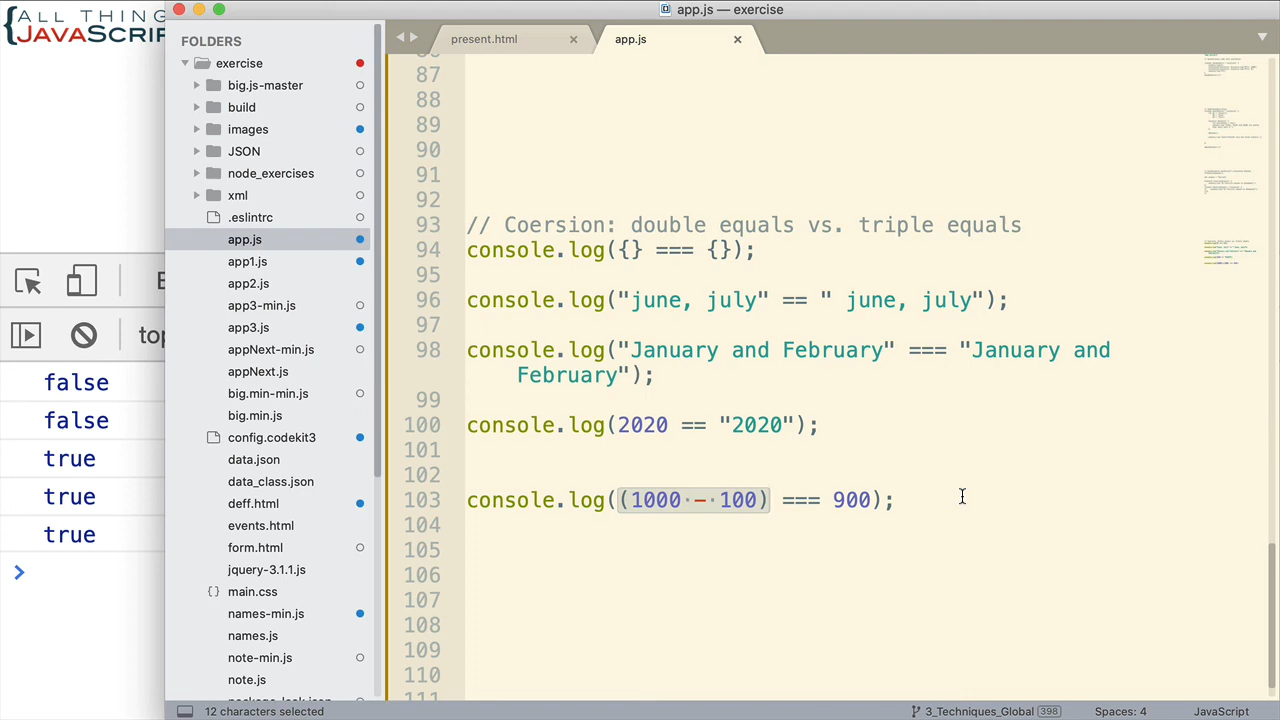 ALL THING
{JAVASCRIP
app.js — exercise
FOLDERS
present.html
app.js
exercise
big.js-master
build
images
JSON
node_exercises
xml
.eslintrc
app.js
app1.js
app2.js
app3-min.js
app3.js
appNext-min.js
appNext.js
big.min-min.js
big.min.js
config.codekit3
data.json
data_class.json
deff.html
events.html
form.html
jquery-3.1.1.js
main.css
names-min.js
names.js
note-min.js
note.js
top
false
false
true
true
true
>
87
88
89
90
91
92
93 // Coersion: double equals vs. triple equals
94 console.log({} === {});
95
96 console.log("june, july" == " june, july");
97
98 console.log("January and February" === "January and
February");
99
100 console.log(2020 == "2020");
101
102
103 console.log((1000 - 100) === 900);
104
105
106
107
108
109
110
12 characters selected
3_Techniques_Global 398
Spaces: 4
JavaScript